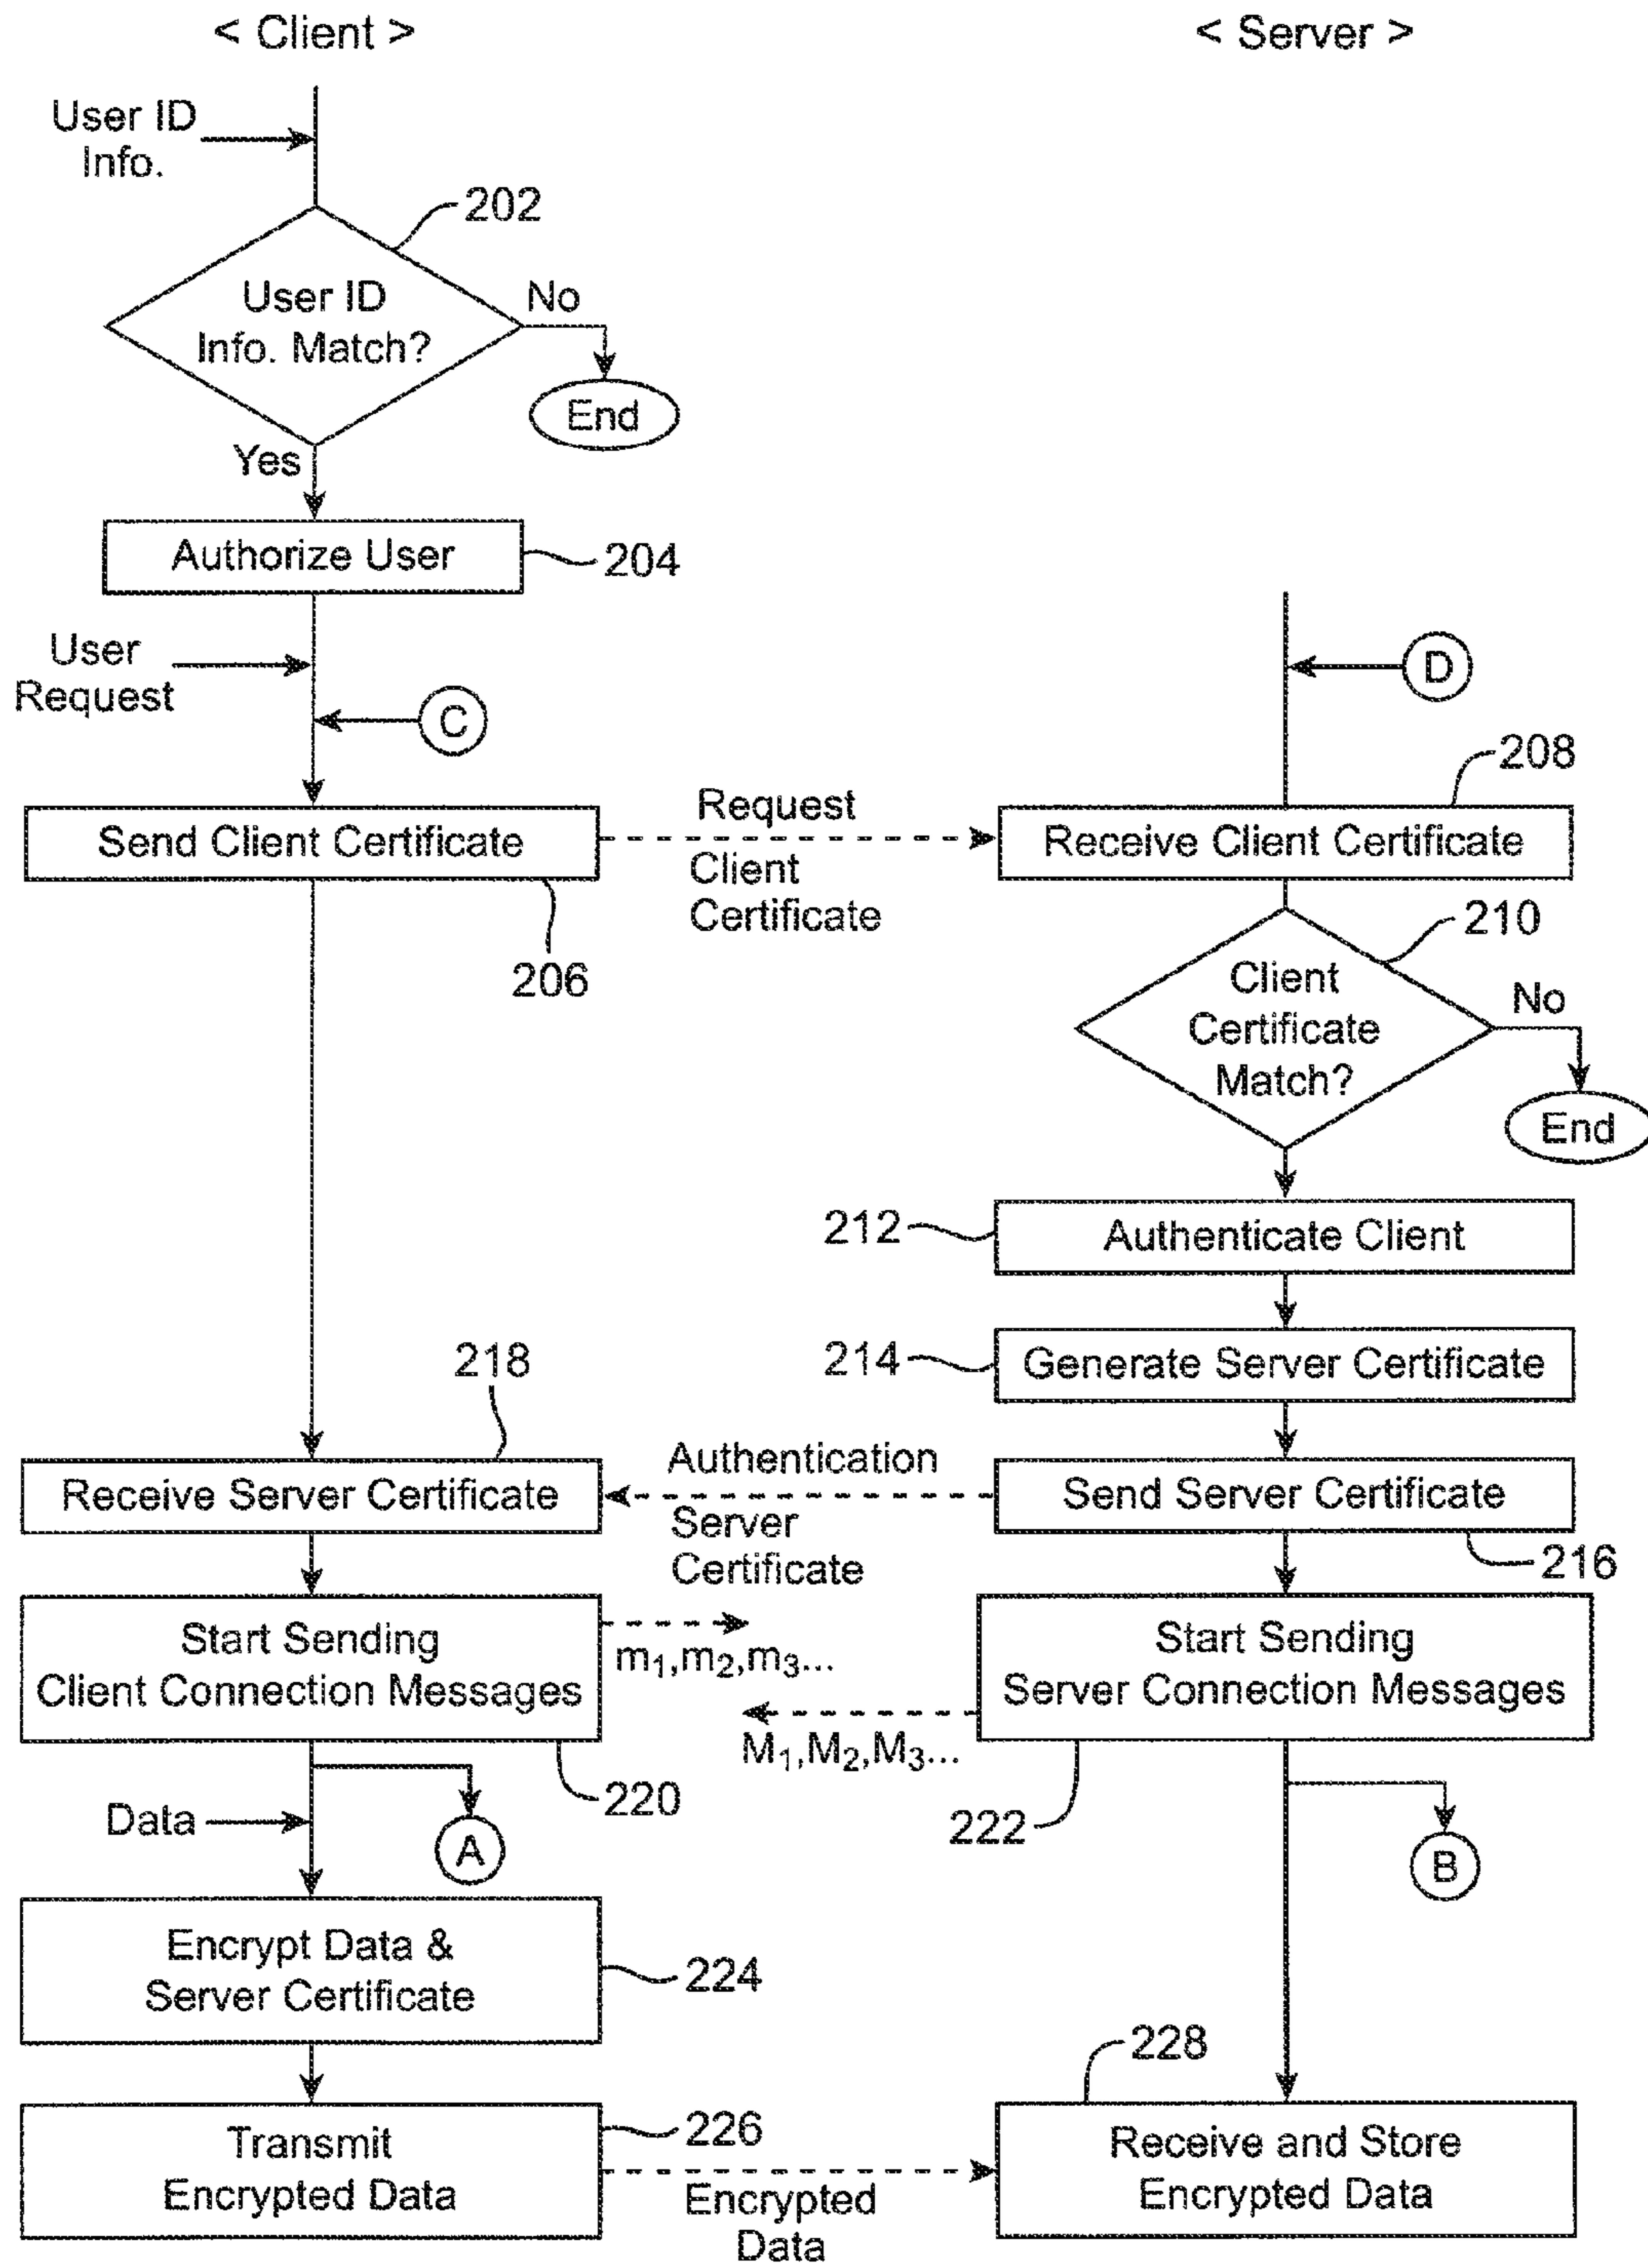 < Client >
< Server >
User ID
Info.
202
User ID
Info. Match?
No
End
Yes
Authorize User
204
User
Request
C
D
208
Send Client Certificate
Request
Client
Certificate
Receive Client Certificate
206
210
Client
Certificate
Match?
No
End
212
Authenticate Client
214
Generate Server Certificate
218
Receive Server Certificate
Authentication
Server
Certificate
Send Server Certificate
216
Start Sending
Client Connection Messages
m1,m2,m3...
M1,M2,M3...
Start Sending
Server Connection Messages
220
222
Data
A
B
Encrypt Data &
Server Certificate
224
228
Transmit
Encrypted Data
226
Encrypted
Data
Receive and Store
Encrypted Data